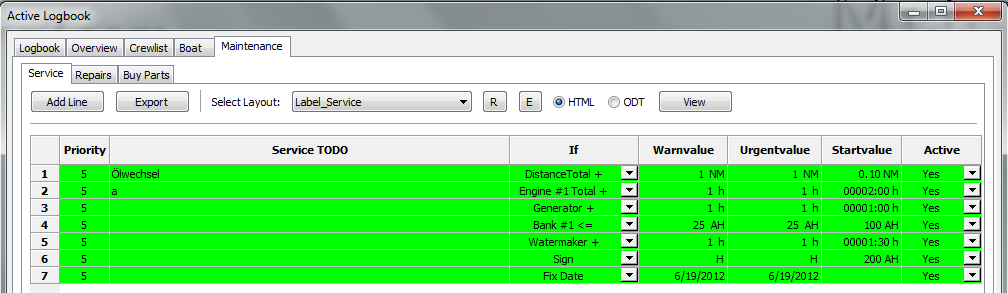 Active Logbook
Logbook Overview Crewlist Boat Maintenance
Service Repairs Buy Parts
Add Line Export Select Layout: Label_Service R E HTML ODT View
Priority Service TODO If Warnvalue Urgentvalue Startvalue Active
1 5 Ölwechsel DistanceTotal + 1 NM 1 NM 0.10 NM Yes
2 5 a Engine #1 Total + 1 h 1 h 00002:00 h Yes
3 5 Generator + 1 h 1 h 00001:00 h Yes
4 5 Bank #1 <= 25 AH 25 AH 100 AH Yes
5 5 Watermaker + 1 h 1 h 00001:30 h Yes
6 5 Sign H H 200 AH Yes
7 5 Fix Date 6/19/2012 6/19/2012 Yes